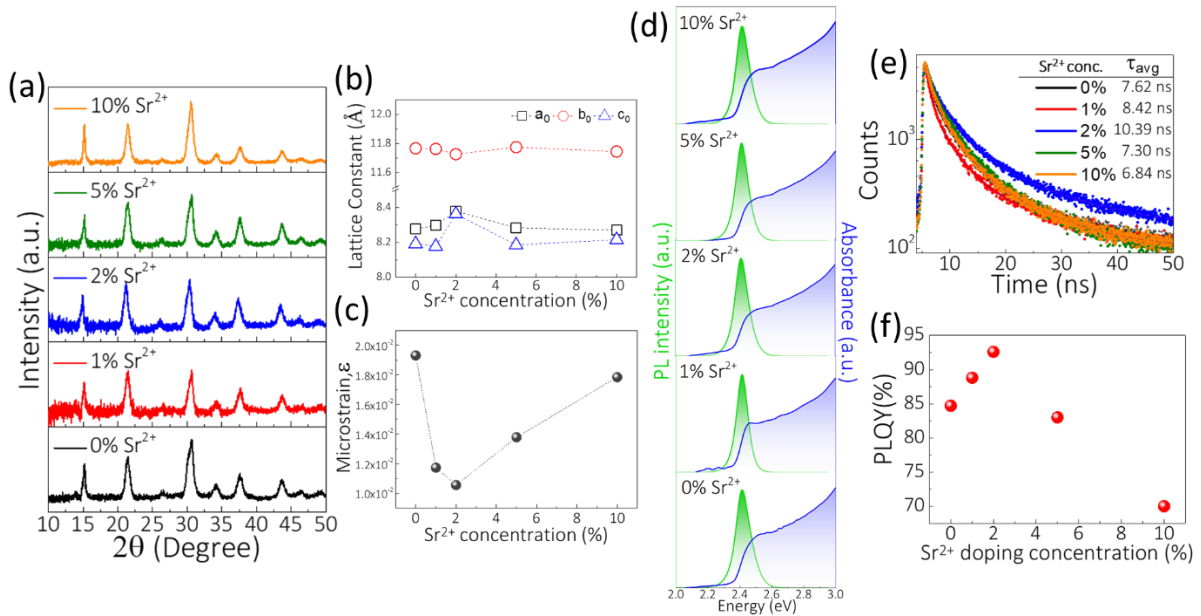 (a)
10% Sr²⁺
5% Sr²⁺
2% Sr²⁺
1% Sr²⁺
0% Sr²⁺
Intensity (a.u.)
10 15 20 25 30 35 40 45 50
2θ (Degree)
(b)
a₀ b₀ c₀
12.0
11.8
11.6
8.4
8.2
8.0
Lattice Constant (Å)
0 2 4 6 8 10
Sr²⁺ concentration (%)
(c)
2.0x10⁻²
1.8x10⁻²
1.6x10⁻²
1.4x10⁻²
1.2x10⁻²
1.0x10⁻²
Microstrain,ε
0 2 4 6 8 10
Sr²⁺ concentration (%)
(d)
10% Sr²⁺
5% Sr²⁺
2% Sr²⁺
1% Sr²⁺
0% Sr²⁺
PL intensity (a.u.)
Absorbance (a.u.)
2.0 2.2 2.4 2.6 2.8 3.0
Energy (eV)
(e)
Sr²⁺ conc. τavg
0% 7.62 ns
1% 8.42 ns
2% 10.39 ns
5% 7.30 ns
10% 6.84 ns
Counts
10³
10²
10 20 30 40 50
Time (ns)
(f)
95
90
85
80
75
70
PLQY(%)
0 2 4 6 8 10
Sr²⁺ doping concentration (%)